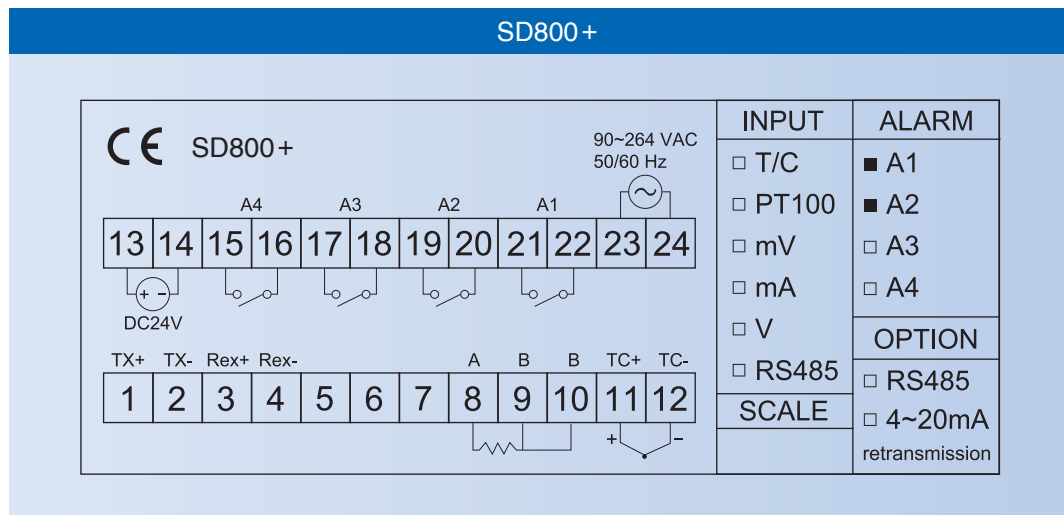 SD800+
CE SD800+
90~264 VAC
50/60 Hz
A4 A3 A2 A1
13 14 15 16 17 18 19 20 21 22 23 24
+ -
DC24V
TX+ TX- Rex+ Rex- A B B TC+ TC-
1 2 3 4 5 6 7 8 9 10 11 12
+ -
INPUT
□ T/C
□ PT100
□ mV
□ mA
□ V
□ RS485
SCALE
ALARM
■ A1
■ A2
□ A3
□ A4
OPTION
□ RS485
□ 4~20mA
retransmission